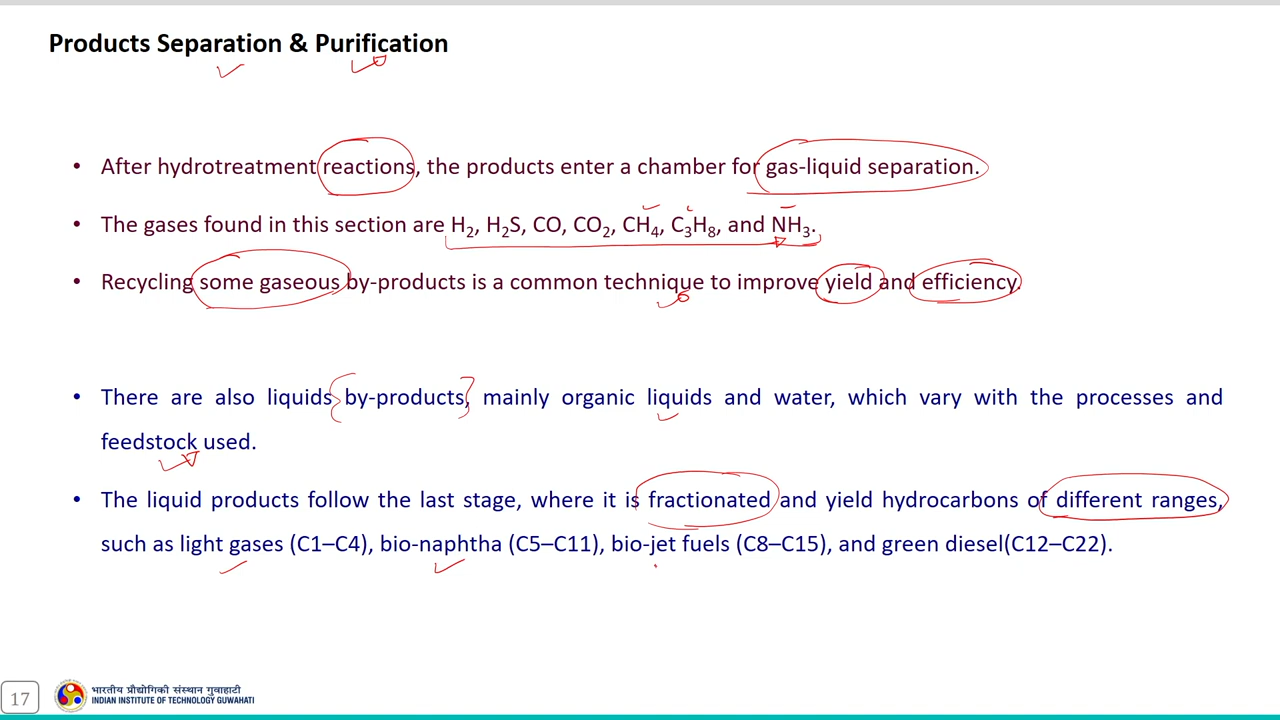 Products Separation & Purification
• After hydrotreatment reactions, the products enter a chamber for gas-liquid separation.
• The gases found in this section are H₂, H₂S, CO, CO₂, CH₄, C₃H₈, and NH₃.
• Recycling some gaseous by-products is a common technique to improve yield and efficiency.
• There are also liquids by-products, mainly organic liquids and water, which vary with the processes and
feedstock used.
• The liquid products follow the last stage, where it is fractionated and yield hydrocarbons of different ranges,
such as light gases (C1–C4), bio-naphtha (C5–C11), bio-jet fuels (C8–C15), and green diesel(C12–C22).
17
भारतीय प्रौद्योगिकी संस्थान गुवाहाटी
INDIAN INSTITUTE OF TECHNOLOGY GUWAHATI